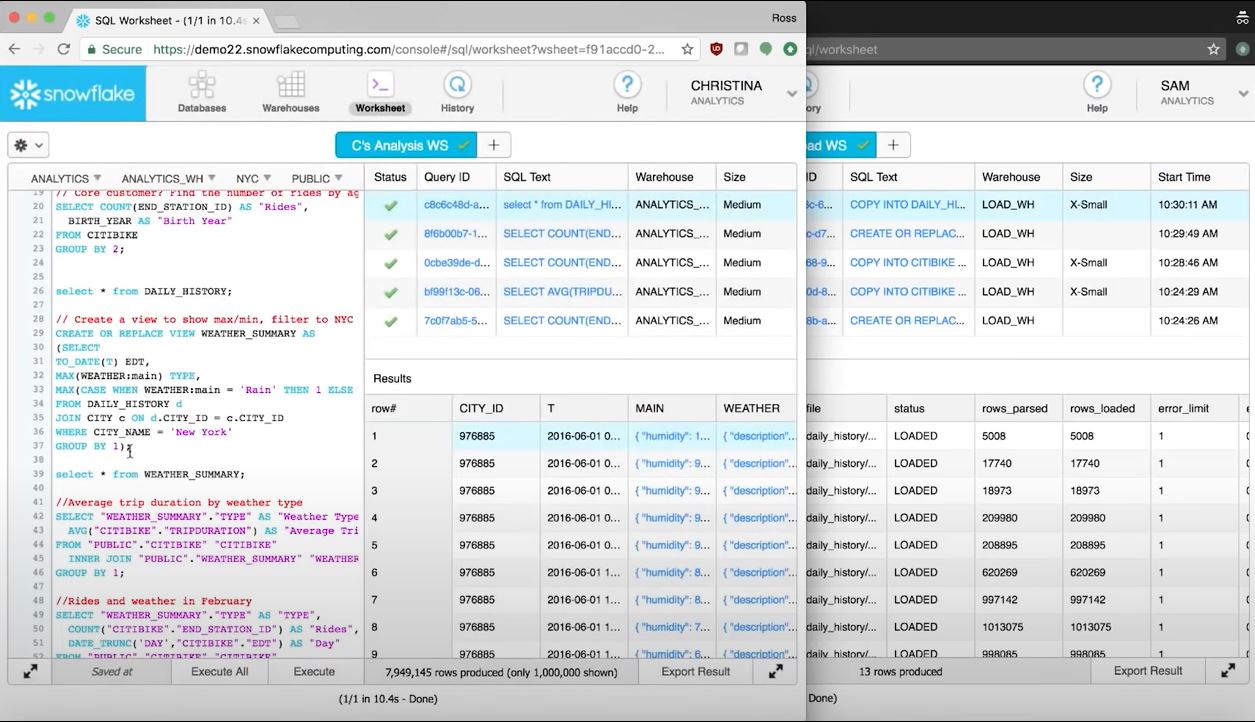 SQL Worksheet - (1/1 in 10.4s
Ross
Secure https://demo22.snowflakecomputing.com/console#/sql/worksheet?wsheet=f91accd0-2...
ql/worksheet
snowflake
Databases
Warehouses
Worksheet
History
Help
CHRISTINA
ANALYTICS
ory
Help
SAM
ANALYTICS
C's Analysis WS
+
ad WS
+
ANALYTICS ANALYTICS_WH NYC PUBLIC
19 // Core customer? Find the number of rides by ag
20 SELECT COUNT(END_STATION_ID) AS "Rides",
21 BIRTH_YEAR AS "Birth Year"
22 FROM CITIBIKE
23 GROUP BY 2;
24
25
26 select * from DAILY_HISTORY;
27
28 // Create a view to show max/min, filter to NYC
29 CREATE OR REPLACE VIEW WEATHER_SUMMARY AS
30 (SELECT
31 TO_DATE(T) EDT,
32 MAX(WEATHER:main) TYPE,
33 MAX(CASE WHEN WEATHER:main = 'Rain' THEN 1 ELSE
34 FROM DAILY_HISTORY d
35 JOIN CITY c ON d.CITY_ID = c.CITY_ID
36 WHERE CITY_NAME = 'New York'
37 GROUP BY 1);
38
39 select * from WEATHER_SUMMARY;
40
41 //Average trip duration by weather type
42 SELECT "WEATHER_SUMMARY"."TYPE" AS "Weather Type
43 AVG("CITIBIKE"."TRIPDURATION") AS "Average Tri
44 FROM "PUBLIC"."CITIBIKE" "CITIBIKE"
45 INNER JOIN "PUBLIC"."WEATHER_SUMMARY" "WEATHER
46 GROUP BY 1;
47
48 //Rides and weather in February
49 SELECT "WEATHER_SUMMARY"."TYPE" AS "TYPE",
50 COUNT("CITIBIKE"."END_STATION_ID") AS "Rides",
51 DATE_TRUNC('DAY',"CITIBIKE"."EDT") AS "Day"
52 FROM "PUBLIC"."CITIBIKE" "CITIBIKE"
Saved at
Execute All
Execute
Status Query ID SQL Text Warehouse Size
c8c6c48d-a... select * from DAILY_HI... ANALYTICS_... Medium
8f6b00b7-1... SELECT COUNT(END... ANALYTICS_... Medium
0cbe39de-d... SELECT COUNT(END... ANALYTICS_... Medium
bf99f13c-06... SELECT AVG(TRIPDU... ANALYTICS_... Medium
7c0f7ab5-5... SELECT COUNT(END... ANALYTICS_... Medium
Results
row# CITY_ID T MAIN WEATHER
1 976885 2016-06-01 0... { "humidity": 1... { "description"...
2 976885 2016-06-01 0... { "humidity": 9... { "description"...
3 976885 2016-06-01 0... { "humidity": 9... { "description"...
4 976885 2016-06-01 0... { "humidity": 9... { "description"...
5 976885 2016-06-01 0... { "humidity": 9... { "description"...
6 976885 2016-06-01 1... { "humidity": 8... { "description"...
7 976885 2016-06-01 1... { "humidity": 8... { "description"...
8 976885 2016-06-01 1... { "humidity": 7... { "description"...
9 976885 2016-06-01 1... { "humidity": 6... { "description"...
7,949,145 rows produced (only 1,000,000 shown)
Export Result
(1/1 in 10.4s - Done)
ID SQL Text Warehouse Size Start Time
8c-6... COPY INTO DAILY_HI... LOAD_WH X-Small 10:30:11 AM
c-d7... CREATE OR REPLAC... LOAD_WH 10:29:49 AM
68-9... COPY INTO CITIBIKE ... LOAD_WH X-Small 10:28:46 AM
0d-8... COPY INTO CITIBIKE ... LOAD_WH X-Small 10:24:29 AM
8b-a... CREATE OR REPLAC... LOAD_WH 10:24:26 AM
file status rows_parsed rows_loaded error_limit e
daily_history/... LOADED 5008 5008 1
daily_history/... LOADED 17740 17740 1
daily_history/... LOADED 18973 18973 1
daily_history/... LOADED 209980 209980 1
daily_history/... LOADED 208895 208895 1
daily_history/... LOADED 620269 620269 1
daily_history/... LOADED 997142 997142 1
daily_history/... LOADED 1013075 1013075 1
daily_history/... LOADED 998085 998085 1
13 rows produced
Export Result
Done)